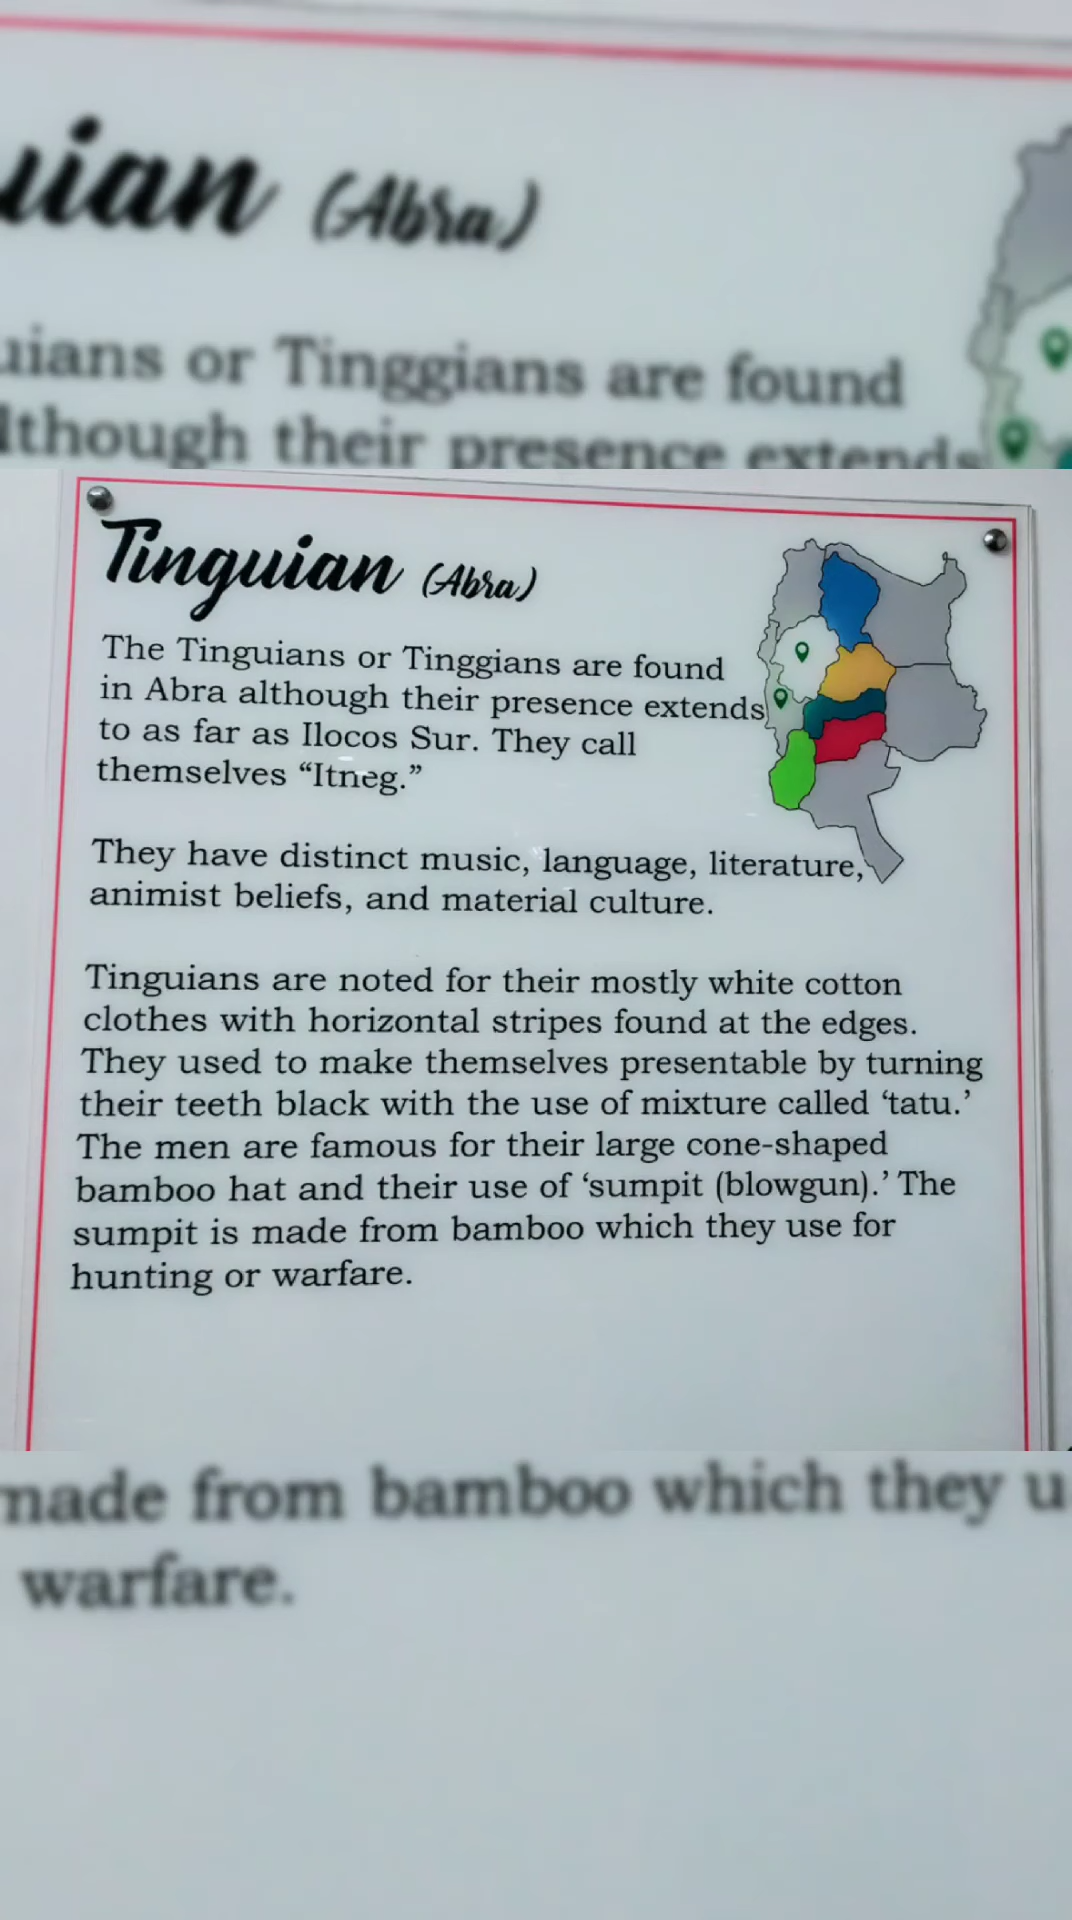 uian (Abra)
uians or Tinggians are found
lthough their presence extends
Tinguian (Abra)
The Tinguians or Tinggians are found
in Abra although their presence extends
to as far as Ilocos Sur. They call
themselves “Itneg.”
They have distinct music, language, literature,
animist beliefs, and material culture.
Tinguians are noted for their mostly white cotton
clothes with horizontal stripes found at the edges.
They used to make themselves presentable by turning
their teeth black with the use of mixture called ‘tatu.’
The men are famous for their large cone-shaped
bamboo hat and their use of ‘sumpit (blowgun).’ The
sumpit is made from bamboo which they use for
hunting or warfare.
made from bamboo which they u
warfare.